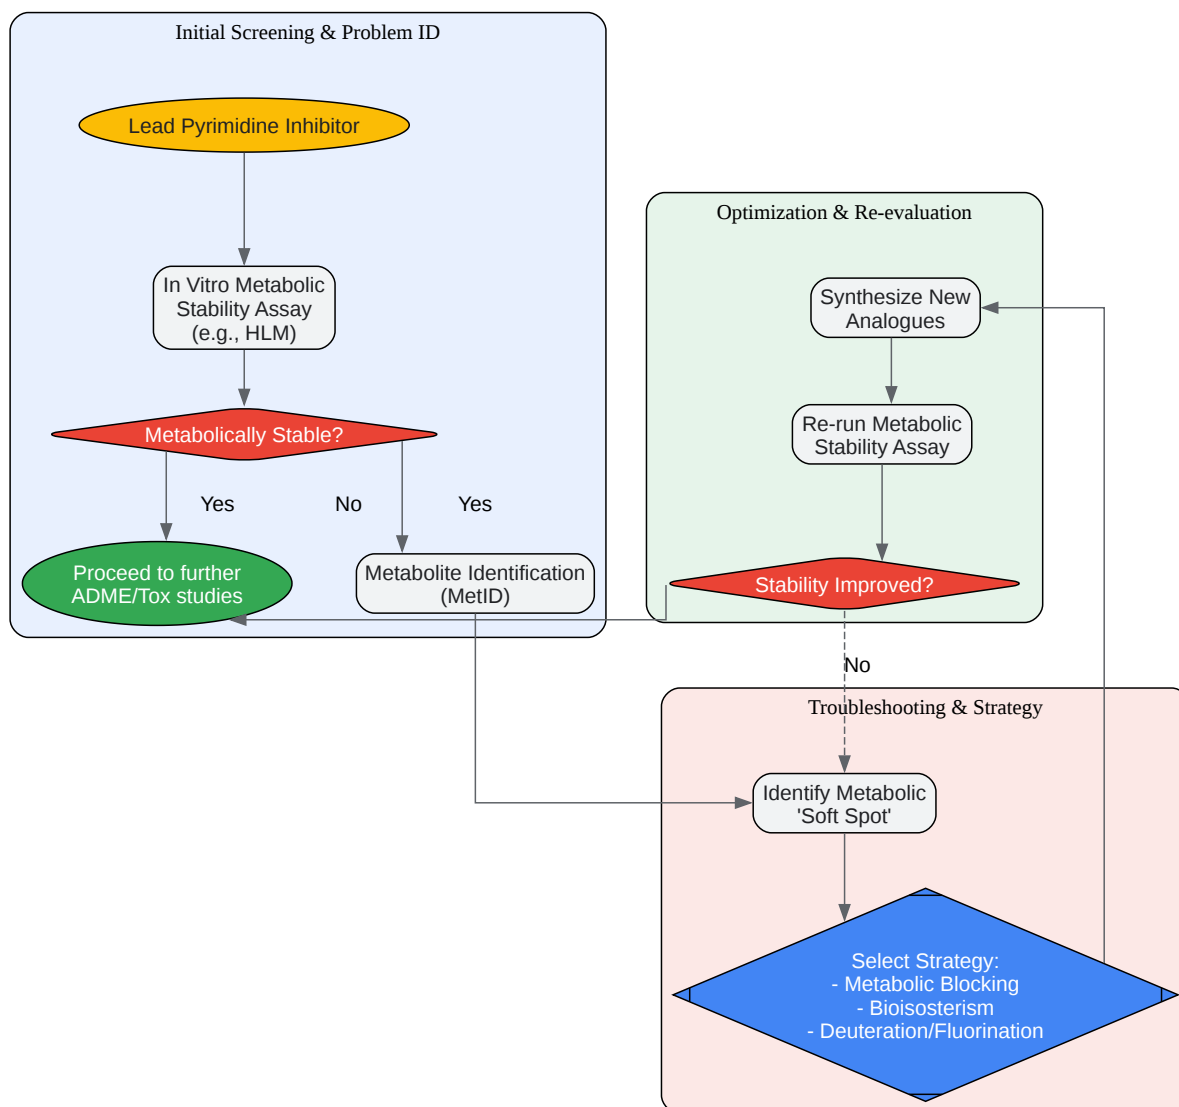 Initial Screening & Problem ID
Lead Pyrimidine Inhibitor
In Vitro Metabolic
Stability Assay
(e.g., HLM)
Metabolically Stable?
Yes
No
Yes
Proceed to further
ADME/Tox studies
Metabolite Identification
(MetID)
Optimization & Re-evaluation
Synthesize New
Analogues
Re-run Metabolic
Stability Assay
Stability Improved?
No
Troubleshooting & Strategy
Identify Metabolic
'Soft Spot'
Select Strategy:
- Metabolic Blocking
- Bioisosterism
- Deuteration/Fluorination